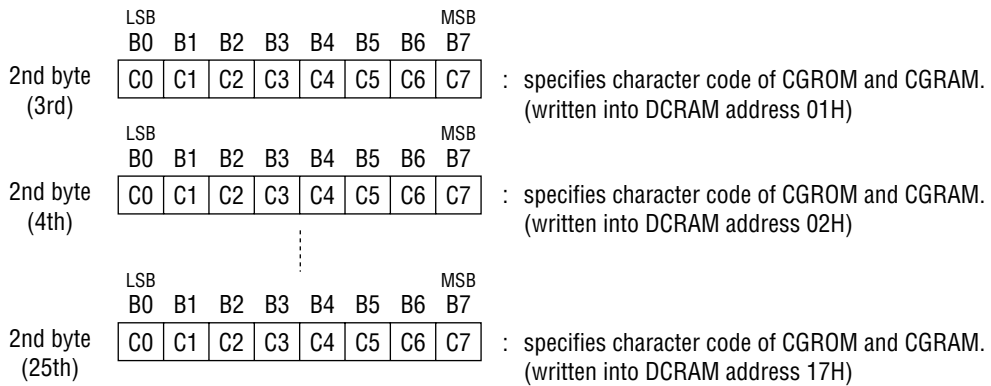 LSB MSB
B0 B1 B2 B3 B4 B5 B6 B7
2nd byte C0 C1 C2 C3 C4 C5 C6 C7 : specifies character code of CGROM and CGRAM.
(3rd) (written into DCRAM address 01H)
LSB MSB
B0 B1 B2 B3 B4 B5 B6 B7
2nd byte C0 C1 C2 C3 C4 C5 C6 C7 : specifies character code of CGROM and CGRAM.
(4th) (written into DCRAM address 02H)
LSB MSB
B0 B1 B2 B3 B4 B5 B6 B7
2nd byte C0 C1 C2 C3 C4 C5 C6 C7 : specifies character code of CGROM and CGRAM.
(25th) (written into DCRAM address 17H)